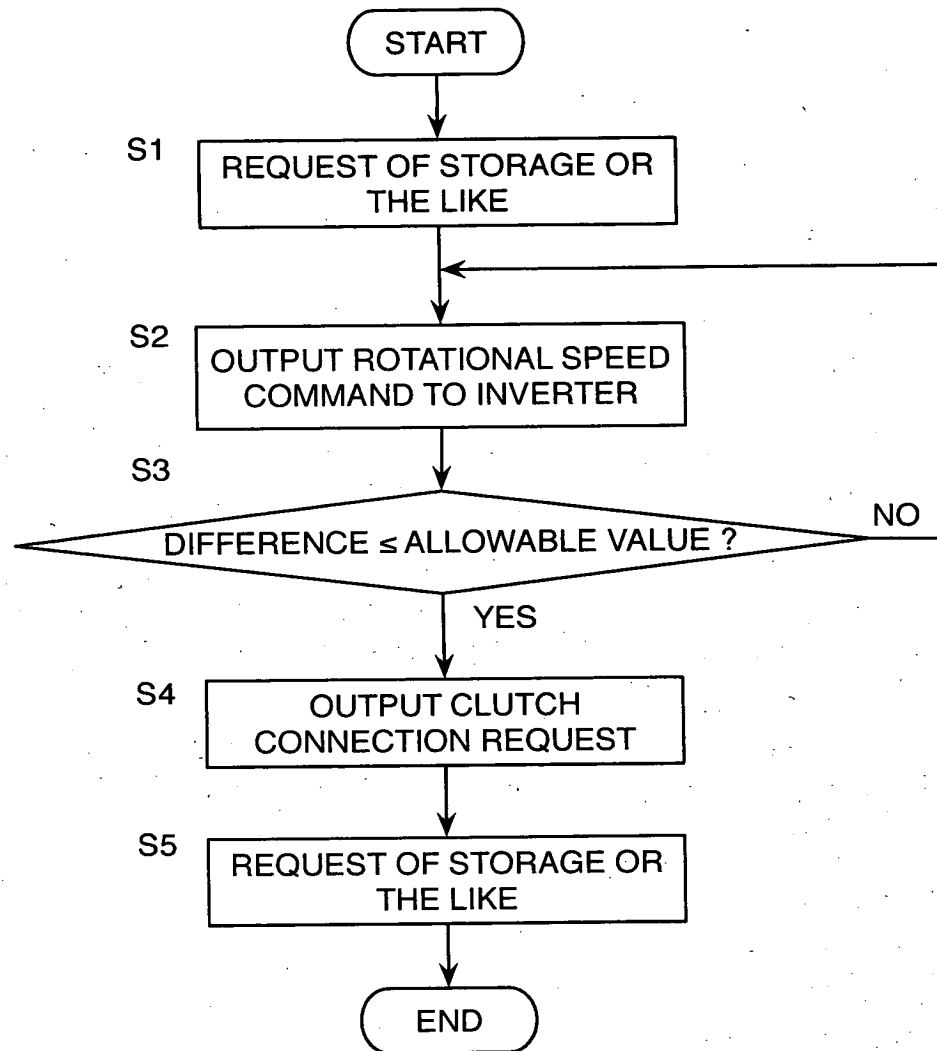 START
S1
REQUEST OF STORAGE OR
THE LIKE
S2
OUTPUT ROTATIONAL SPEED
COMMAND TO INVERTER
S3
DIFFERENCE ≤ ALLOWABLE VALUE ?
NO
YES
S4
OUTPUT CLUTCH
CONNECTION REQUEST
S5
REQUEST OF STORAGE OR
THE LIKE
END